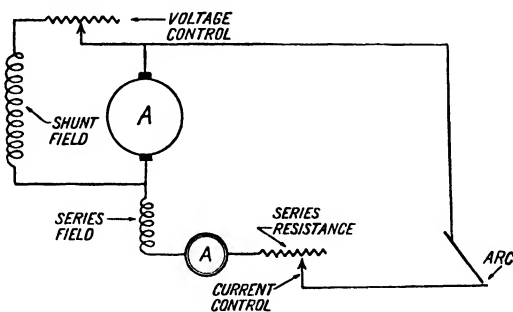 VOLTAGE
CONTROL
A
SHUNT
FIELD
SERIES
FIELD
SERIES
RESISTANCE
A
CURRENT
CONTROL
ARC